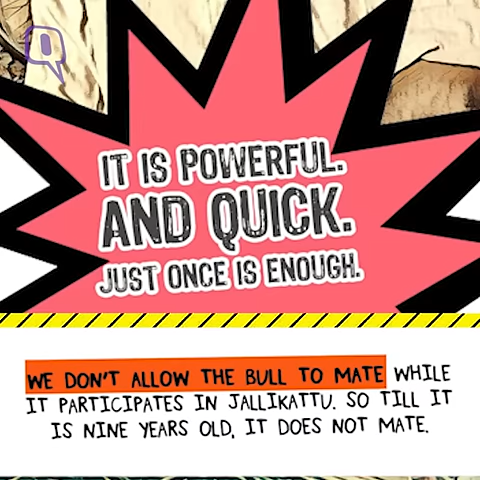 IT IS POWERFUL.
AND QUICK.
JUST ONCE IS ENOUGH.
WE DON'T ALLOW THE BULL TO MATE WHILE
IT PARTICIPATES IN JALLIKATTU. SO TILL IT
IS NINE YEARS OLD, IT DOES NOT MATE.